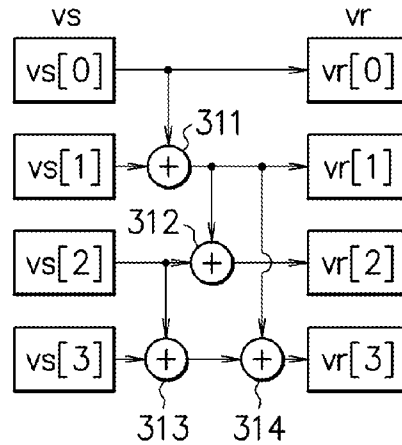 vs vr
vs[0] vr[0]
311
vs[1] + vr[1]
312
vs[2] + vr[2]
vs[3] + + vr[3]
313 314